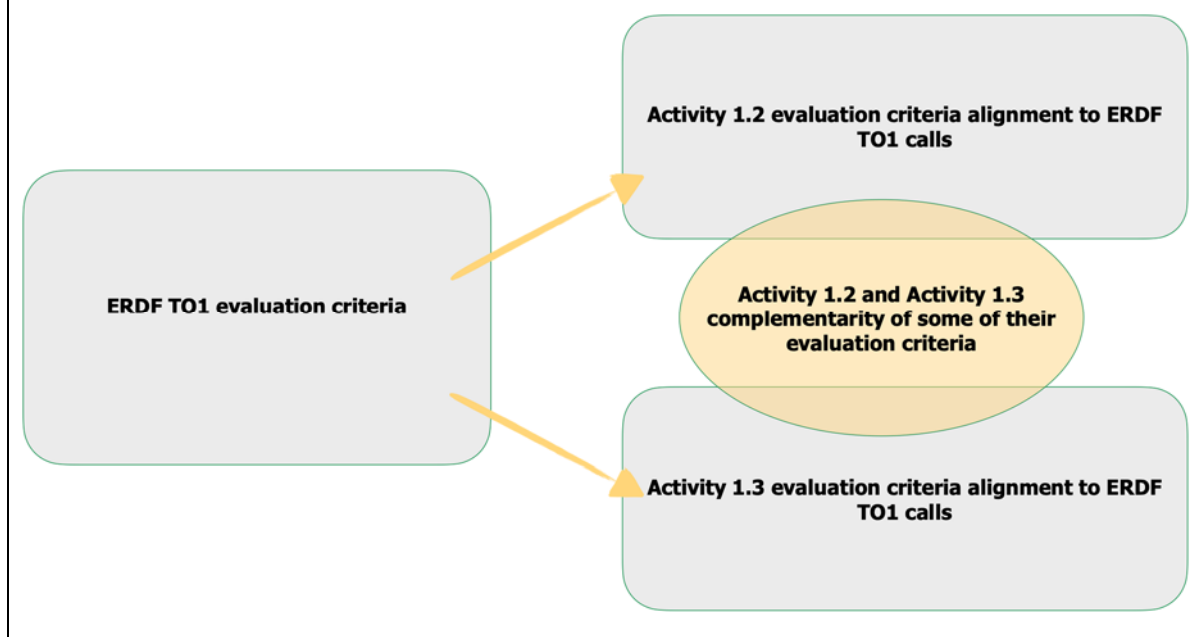 Activity 1.2 evaluation criteria alignment to ERDF
TO1 calls
ERDF TO1 evaluation criteria
Activity 1.2 and Activity 1.3
complementarity of some of their
evaluation criteria
Activity 1.3 evaluation criteria alignment to ERDF
TO1 calls